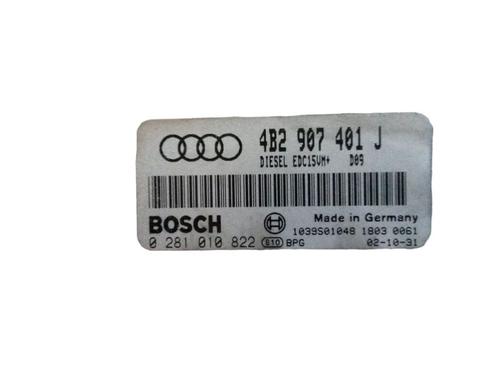 4B2 907 401 J
DIESEL EDC15VM+ D09
BOSCH
Made in Germany
0 281 010 822 610 BPG
1039S01048 1803 0061
02-10-31